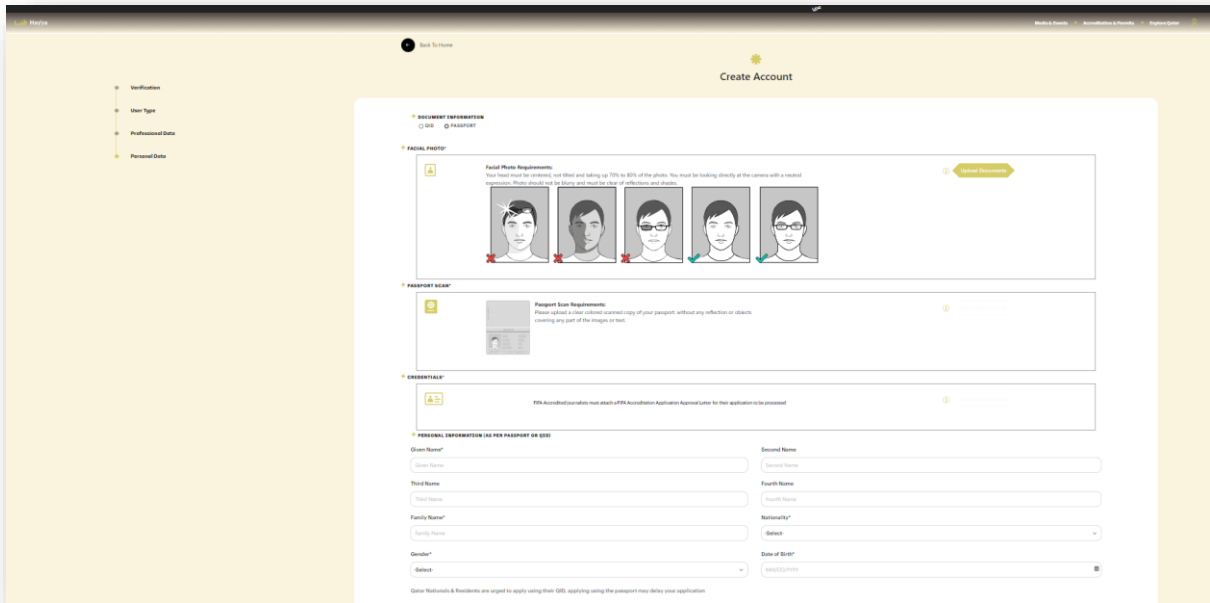 Hayya
Media & Events
Accreditation & Permits
Explore Qatar
Back To Home
Create Account
Verification
User Type
Professional Data
Personal Data
DOCUMENT INFORMATION
QID PASSPORT
FACIAL PHOTO*
Facial Photo Requirements:
Your head must be centered, not tilted and taking up 70% to 80% of the photo. You must be looking directly at the camera with a neutral
expression. Photo should not be blurry and must be clear of reflections and shades.
Upload Documents
PASSPORT SCAN*
Passport Scan Requirements:
Please upload a clear colored scanned copy of your passport without any reflection or objects
covering any part of the images or text.
CREDENTIALS*
FIFA Accredited journalists must attach a FIFA Accreditation Application Approval Letter for their application to be processed
PERSONAL INFORMATION (AS PER PASSPORT OR QID)
Given Name*
Second Name
Given Name
Second Name
Third Name
Fourth Name
Third Name
Fourth Name
Family Name*
Nationality*
Family Name
-Select-
Gender*
Date of Birth*
-Select-
MM/DD/YYYY
Qatar Nationals & Residents are urged to apply using their QID, applying using the passport may delay your application